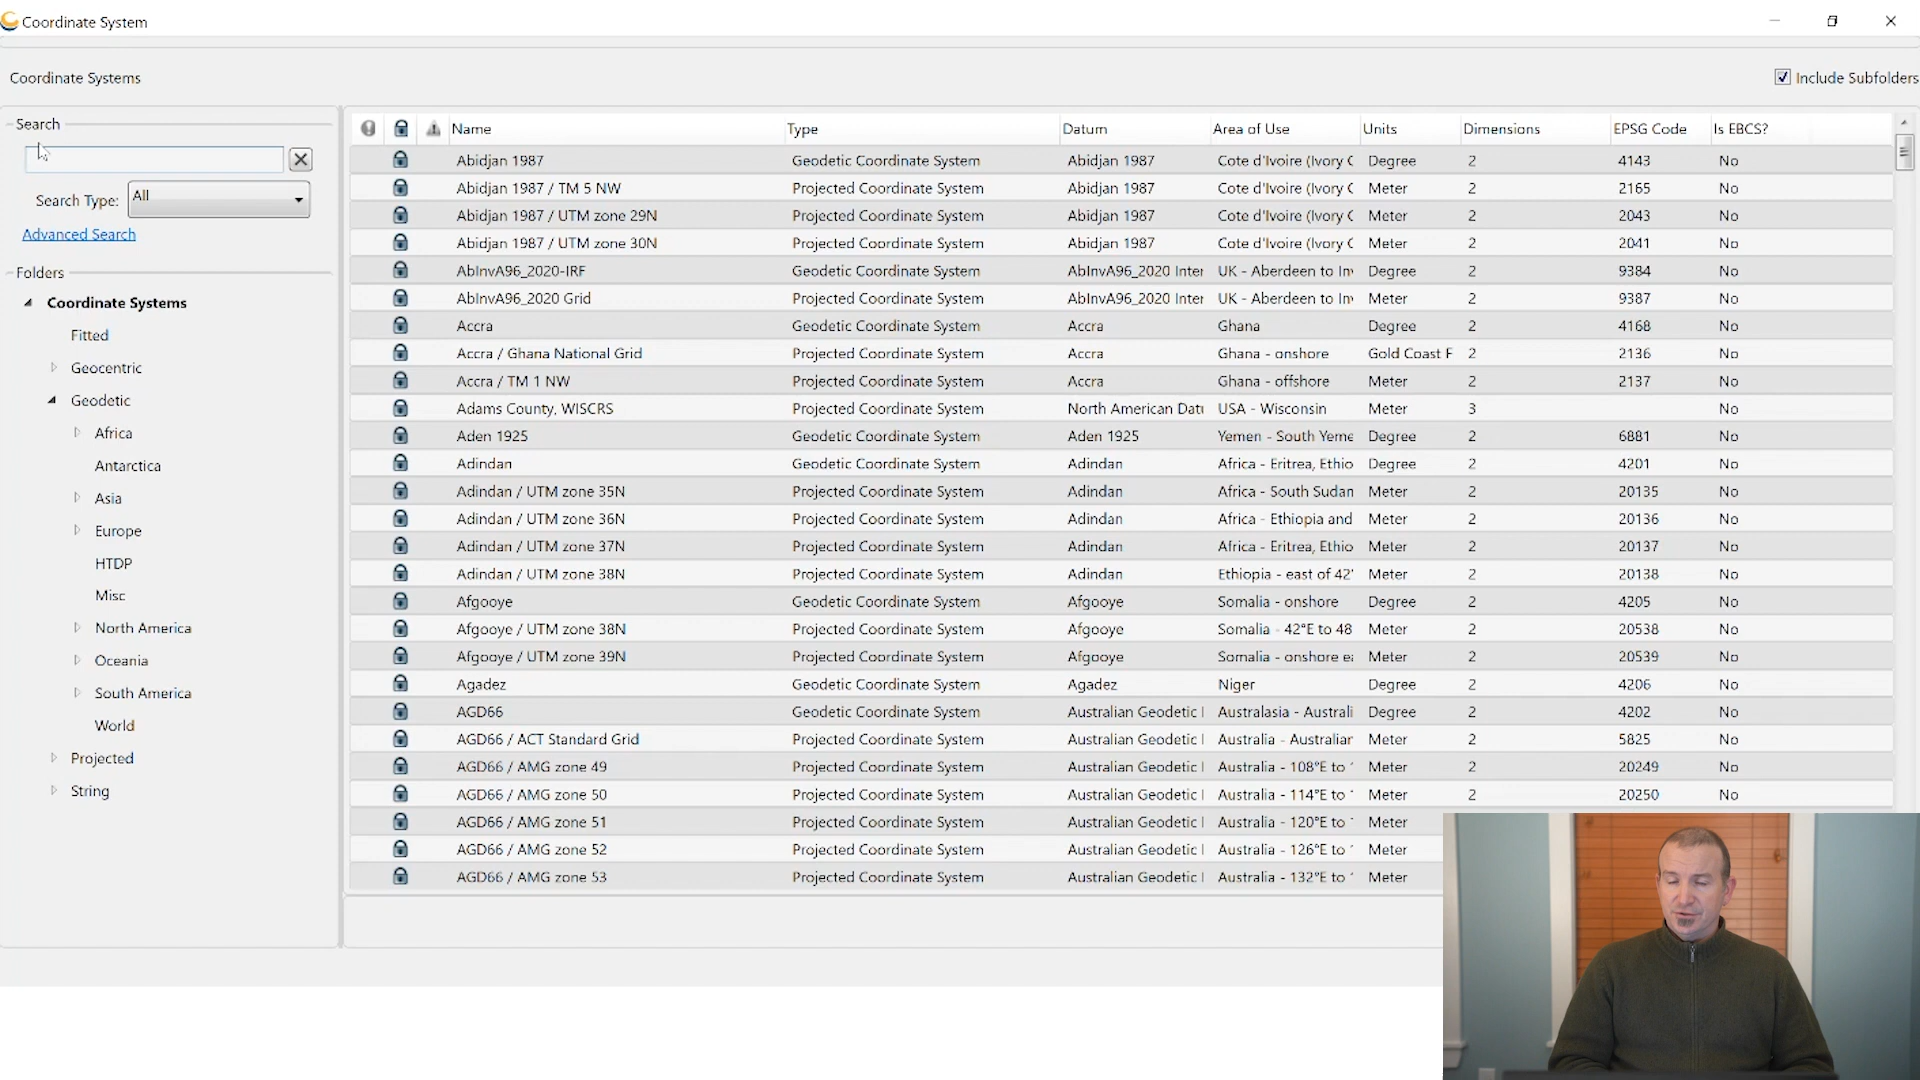 Coordinate System
Coordinate Systems
Include Subfolders
Search
Search Type: All
Advanced Search
Folders
Coordinate Systems
Fitted
Geocentric
Geodetic
Africa
Antarctica
Asia
Europe
HTDP
Misc
North America
Oceania
South America
World
Projected
String
Name Type Datum Area of Use Units Dimensions EPSG Code Is EBCS?
Abidjan 1987 Geodetic Coordinate System Abidjan 1987 Cote d'Ivoire (Ivory C Degree 2 4143 No
Abidjan 1987 / TM 5 NW Projected Coordinate System Abidjan 1987 Cote d'Ivoire (Ivory C Meter 2 2165 No
Abidjan 1987 / UTM zone 29N Projected Coordinate System Abidjan 1987 Cote d'Ivoire (Ivory C Meter 2 2043 No
Abidjan 1987 / UTM zone 30N Projected Coordinate System Abidjan 1987 Cote d'Ivoire (Ivory C Meter 2 2041 No
AbInvA96_2020-IRF Geodetic Coordinate System AbInvA96_2020 Inter UK - Aberdeen to Inv Degree 2 9384 No
AbInvA96_2020 Grid Projected Coordinate System AbInvA96_2020 Inter UK - Aberdeen to Inv Meter 2 9387 No
Accra Geodetic Coordinate System Accra Ghana Degree 2 4168 No
Accra / Ghana National Grid Projected Coordinate System Accra Ghana - onshore Gold Coast F 2 2136 No
Accra / TM 1 NW Projected Coordinate System Accra Ghana - offshore Meter 2 2137 No
Adams County, WISCRS Projected Coordinate System North American Datu USA - Wisconsin Meter 3 No
Aden 1925 Geodetic Coordinate System Aden 1925 Yemen - South Yeme Degree 2 6881 No
Adindan Geodetic Coordinate System Adindan Africa - Eritrea, Ethio Degree 2 4201 No
Adindan / UTM zone 35N Projected Coordinate System Adindan Africa - South Sudan Meter 2 20135 No
Adindan / UTM zone 36N Projected Coordinate System Adindan Africa - Ethiopia and Meter 2 20136 No
Adindan / UTM zone 37N Projected Coordinate System Adindan Africa - Eritrea, Ethio Meter 2 20137 No
Adindan / UTM zone 38N Projected Coordinate System Adindan Ethiopia - east of 42° Meter 2 20138 No
Afgooye Geodetic Coordinate System Afgooye Somalia - onshore Degree 2 4205 No
Afgooye / UTM zone 38N Projected Coordinate System Afgooye Somalia - 42°E to 48 Meter 2 20538 No
Afgooye / UTM zone 39N Projected Coordinate System Afgooye Somalia - onshore ea Meter 2 20539 No
Agadez Geodetic Coordinate System Agadez Niger Degree 2 4206 No
AGD66 Geodetic Coordinate System Australian Geodetic Australasia - Australi Degree 2 4202 No
AGD66 / ACT Standard Grid Projected Coordinate System Australian Geodetic Australia - Australian Meter 2 5825 No
AGD66 / AMG zone 49 Projected Coordinate System Australian Geodetic Australia - 108°E to Meter 2 20249 No
AGD66 / AMG zone 50 Projected Coordinate System Australian Geodetic Australia - 114°E to Meter 2 20250 No
AGD66 / AMG zone 51 Projected Coordinate System Australian Geodetic Australia - 120°E to Meter
AGD66 / AMG zone 52 Projected Coordinate System Australian Geodetic Australia - 126°E to Meter
AGD66 / AMG zone 53 Projected Coordinate System Australian Geodetic Australia - 132°E to Meter